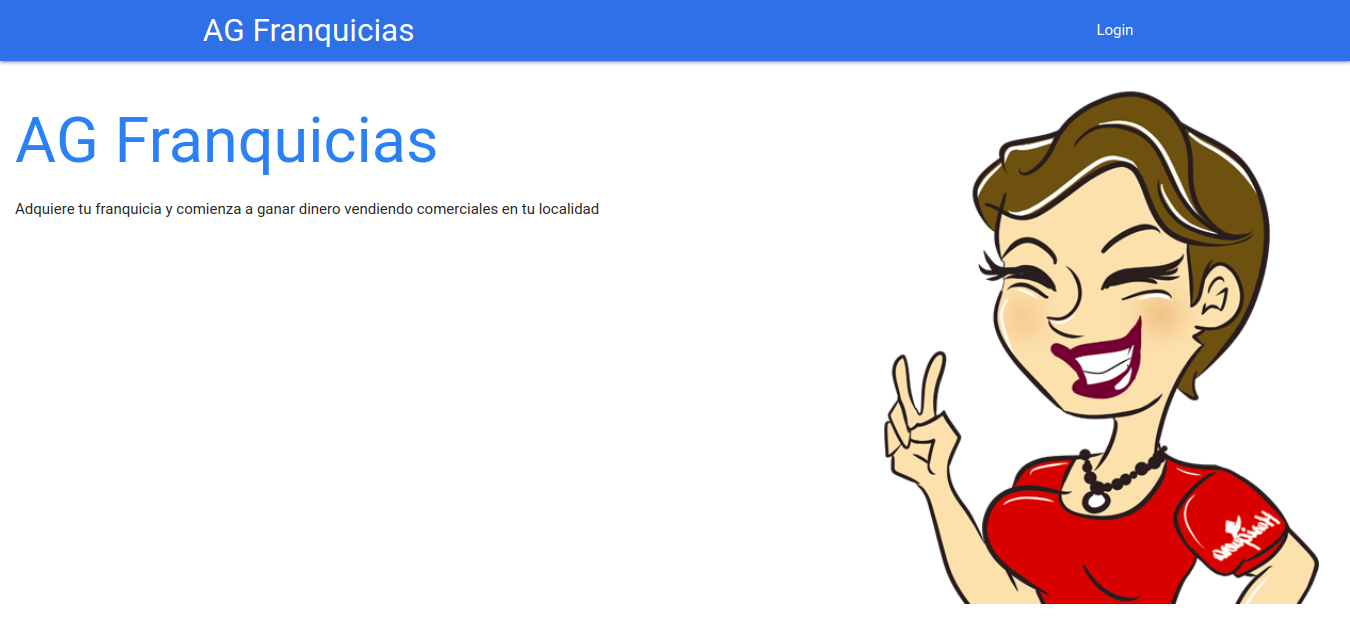 AG Franquicias
Login
AG Franquicias
Adquiere tu franquicia y comienza a ganar dinero vendiendo comerciales en tu localidad